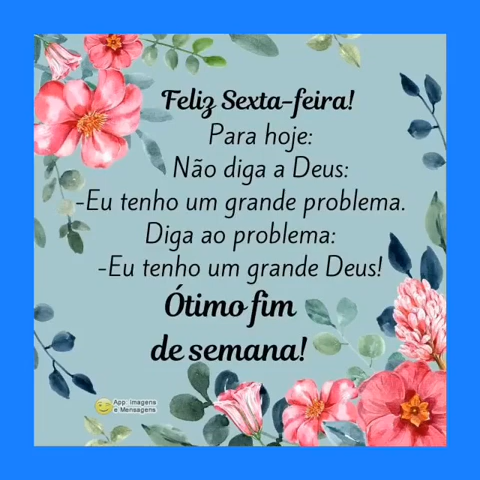 Feliz Sexta-feira!
Para hoje:
Não diga a Deus:
-Eu tenho um grande problema.
Diga ao problema:
-Eu tenho um grande Deus!
Ótimo fim
de semana!
App: Imagens
e Mensagens